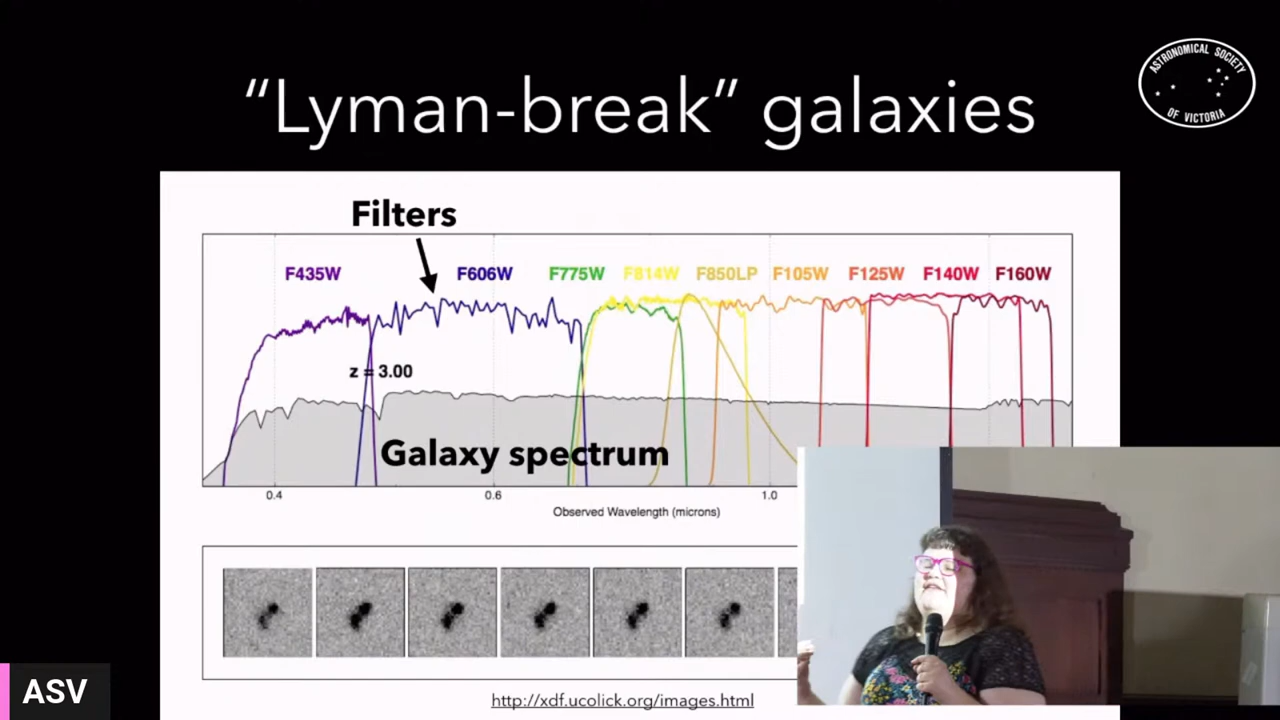 “Lyman-break” galaxies
ASTRONOMICAL SOCIETY
OF VICTORIA
Filters
F435W F606W F775W F814W F850LP F105W F125W F140W F160W
z = 3.00
Galaxy spectrum
0.4 0.6 1.0
Observed Wavelength (microns)
http://xdf.ucolick.org/images.html
ASV